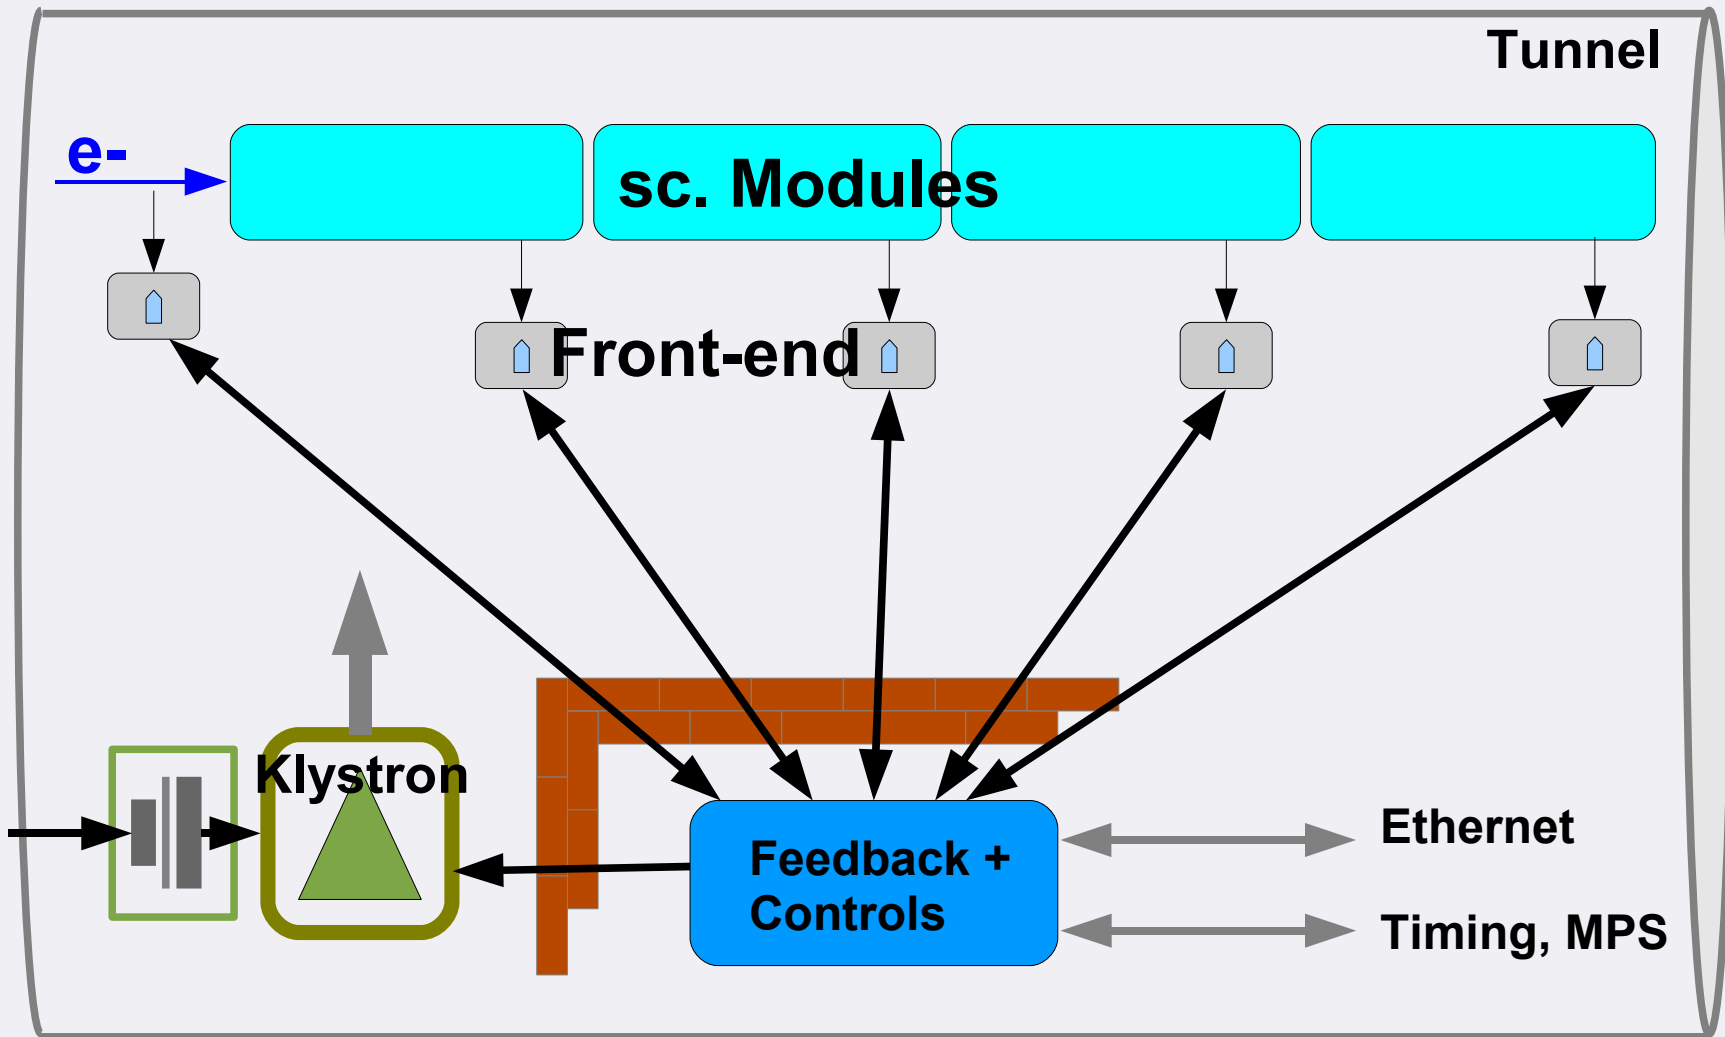 Tunnel
e-
sc. Modules
Front-end
Klystron
Feedback +
Controls
Ethernet
Timing, MPS